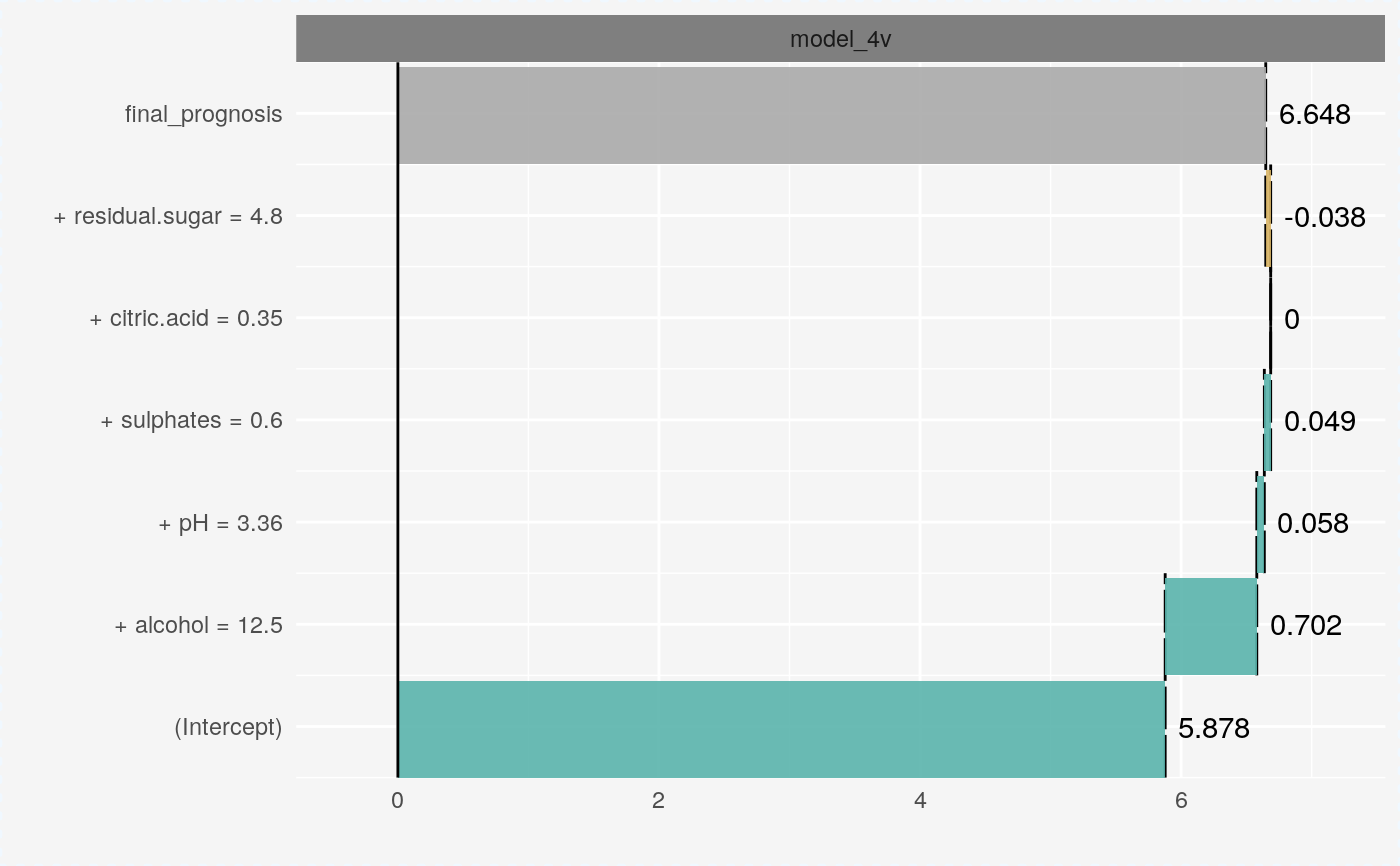 model_4v
final_prognosis 6.648
+ residual.sugar = 4.8 -0.038
+ citric.acid = 0.35 0
+ sulphates = 0.6 0.049
+ pH = 3.36 0.058
+ alcohol = 12.5 0.702
(Intercept) 5.878
0 2 4 6